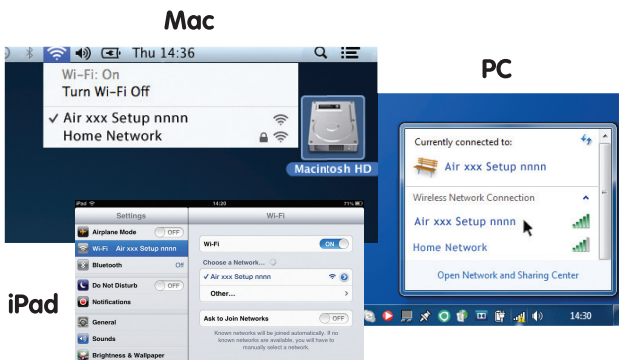 Mac
Thu 14:36
Wi-Fi: On
Turn Wi-Fi Off
✓ Air xxx Setup nnnn
Home Network
Macintosh HD
PC
Currently connected to:
Air xxx Setup nnnn
Wireless Network Connection
Air xxx Setup nnnn
Home Network
Open Network and Sharing Center
14:30
iPad
iPad 14:20 71%
Settings
Airplane Mode OFF
Wi-Fi Air xxx Setup nnnn
Bluetooth Off
Do Not Disturb OFF
Notifications
General
Sounds
Brightness & Wallpaper
Wi-Fi
Wi-Fi ON
Choose a Network...
✓ Air xxx Setup nnnn
Other...
Ask to Join Networks OFF
Known networks will be joined automatically. If no
known networks are available, you will have to
manually select a network.